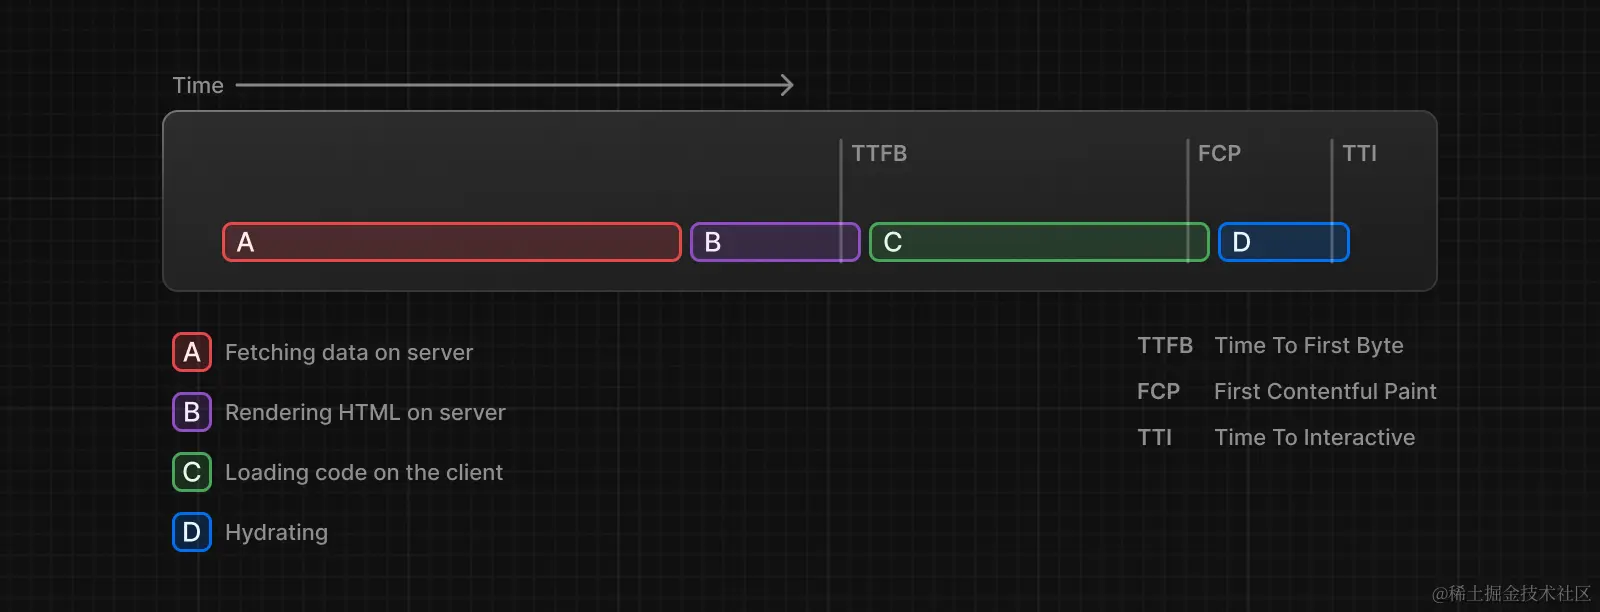 Time
TTFB
FCP
TTI
A
B
C
D
A Fetching data on server
B Rendering HTML on server
C Loading code on the client
D Hydrating
TTFB Time To First Byte
FCP First Contentful Paint
TTI Time To Interactive
@稀土掘金技术社区